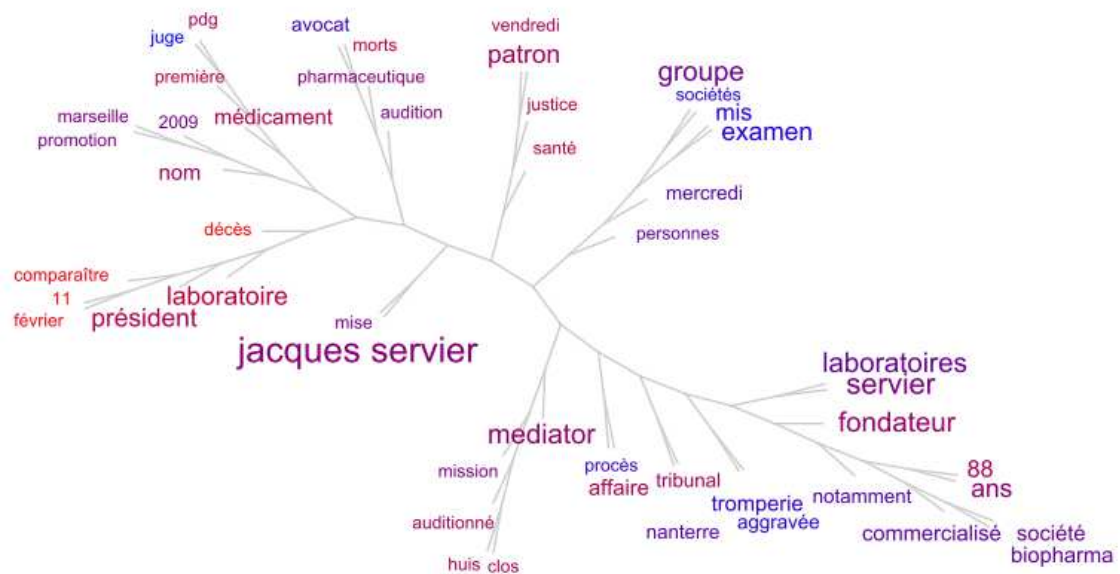 pdg
juge
première
avocat
morts
pharmaceutique
vendredi
patron
groupe
sociétés
mis
examen
marseille
promotion
2009
médicament
audition
justice
santé
nom
mercredi
personnes
décès
comparaître
11
février
laboratoire
président
mise
jacques servier
laboratoires
servier
fondateur
mediator
mission
auditionné
huis clos
procès
affaire
tribunal
tromperie
aggravée
nanterre
notamment
88
ans
commercialisé
société
biopharma